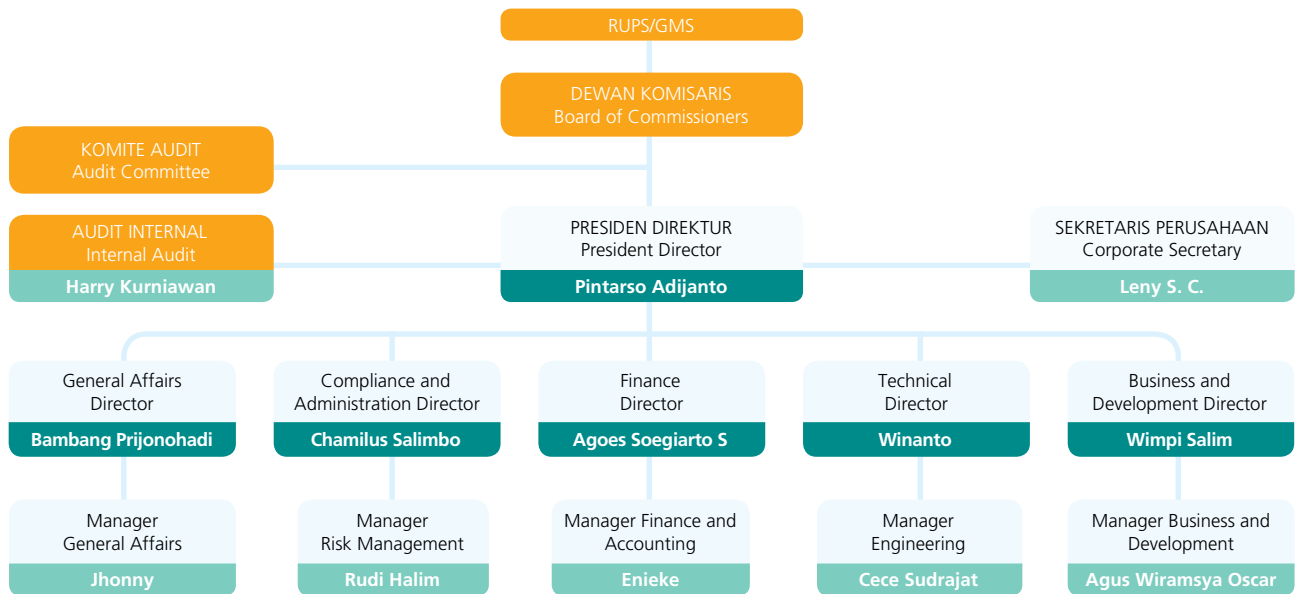 RUPS/GMS
DEWAN KOMISARIS
Board of Commissioners
KOMITE AUDIT
Audit Committee
AUDIT INTERNAL
Internal Audit
Harry Kurniawan
PRESIDEN DIREKTUR
President Director
Pintarso Adijanto
SEKRETARIS PERUSAHAAN
Corporate Secretary
Leny S. C.
General Affairs
Director
Bambang Prijonohadi
Compliance and
Administration Director
Chamilus Salimbo
Finance
Director
Agoes Soegiarto S
Technical
Director
Winanto
Business and
Development Director
Wimpi Salim
Manager
General Affairs
Jhonny
Manager
Risk Management
Rudi Halim
Manager Finance and
Accounting
Enieke
Manager
Engineering
Cece Sudrajat
Manager Business and
Development
Agus Wiramsya Oscar